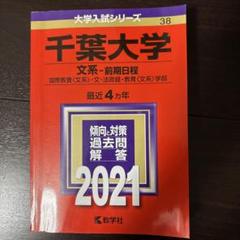 大学入試シリーズ
38
千葉大学
文系-前期日程
国際教養〈文系〉・文・法政経・教育〈文系〉学部
最近4カ年
傾向と対策
過去問
解答
2021
教学社